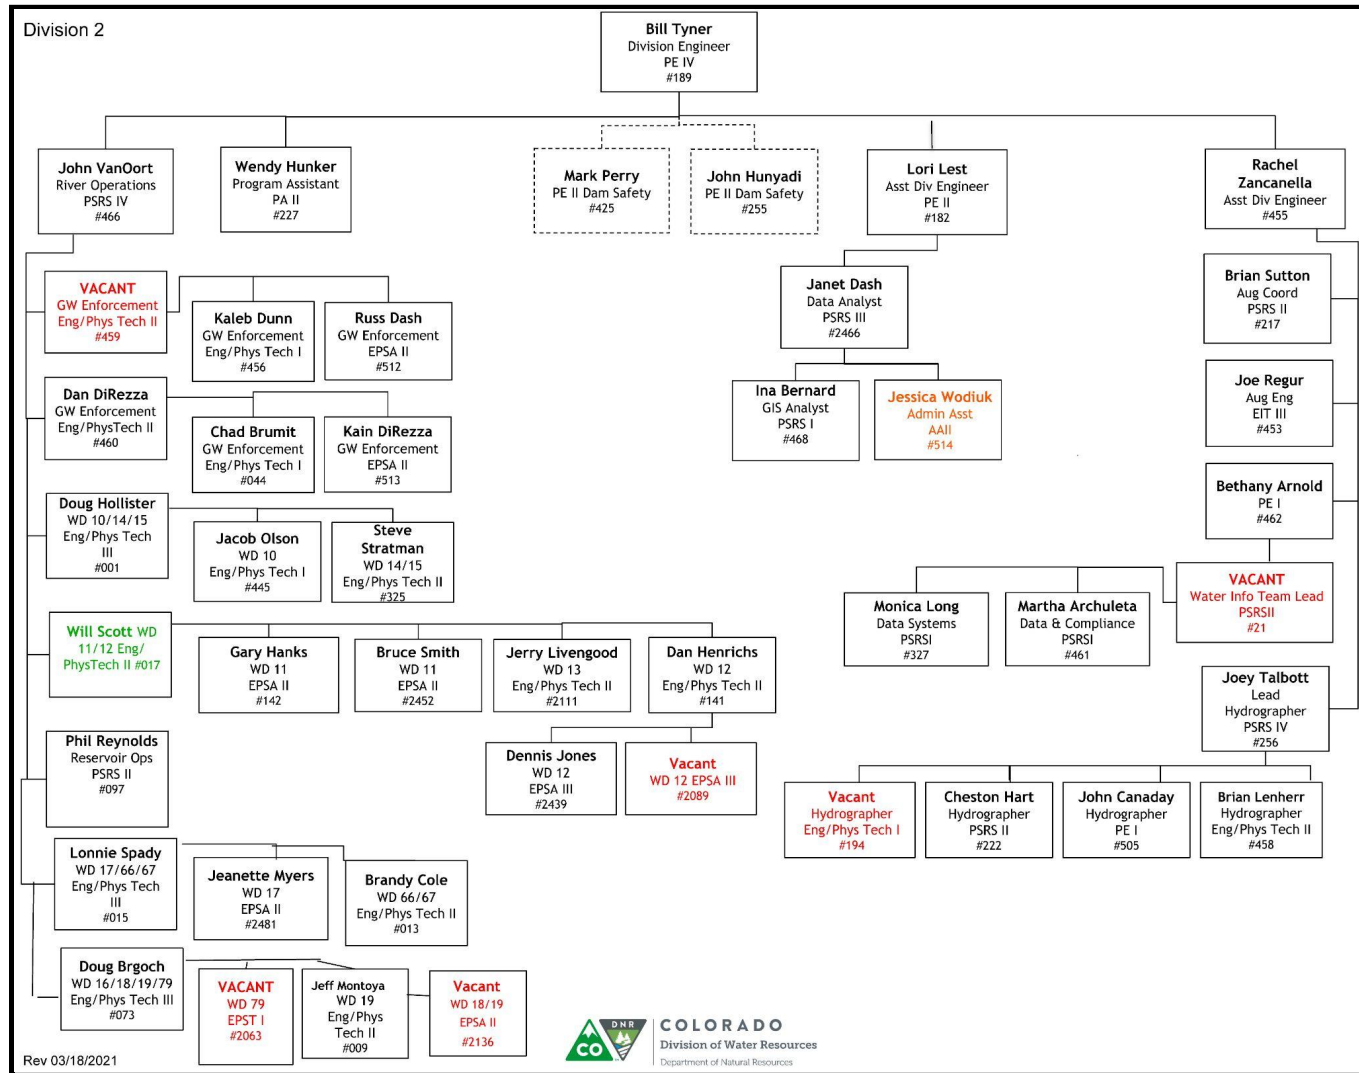 Division 2
Bill Tyner
Division Engineer
PE IV
#189
John VanOort
River Operations
PSRS IV
#466
Wendy Hunker
Program Assistant
PA II
#227
Mark Perry
PE II Dam Safety
#425
John Hunyadi
PE II Dam Safety
#255
Lori Lest
Asst Div Engineer
PE II
#182
Rachel
Zancanella
Asst Div Engineer
#455
VACANT
GW Enforcement
Eng/Phys Tech II
#459
Kaleb Dunn
GW Enforcement
Eng/Phys Tech I
#456
Russ Dash
GW Enforcement
EPSA II
#512
Dan DiRezza
GW Enforcement
Eng/PhysTech II
#460
Chad Brumit
GW Enforcement
Eng/Phys Tech I
#044
Kain DiRezza
GW Enforcement
EPSA II
#513
Doug Hollister
WD 10/14/15
Eng/Phys Tech
III
#001
Jacob Olson
WD 10
Eng/Phys Tech I
#445
Steve
Stratman
WD 14/15
Eng/Phys Tech II
#325
Will Scott WD
11/12 Eng/
PhysTech II #017
Gary Hanks
WD 11
EPSA II
#142
Bruce Smith
WD 11
EPSA II
#2452
Jerry Livengood
WD 13
Eng/Phys Tech II
#2111
Dan Henrichs
WD 12
Eng/Phys Tech II
#141
Dennis Jones
WD 12
EPSA III
#2439
Vacant
WD 12 EPSA III
#2089
Phil Reynolds
Reservoir Ops
PSRS II
#097
Lonnie Spady
WD 17/66/67
Eng/Phys Tech
III
#015
Jeanette Myers
WD 17
EPSA II
#2481
Brandy Cole
WD 66/67
Eng/Phys Tech II
#013
Doug Brgoch
WD 16/18/19/79
Eng/Phys Tech III
#073
VACANT
WD 79
EPST I
#2063
Jeff Montoya
WD 19
Eng/Phys
Tech II
#009
Vacant
WD 18/19
EPSA II
#2136
Janet Dash
Data Analyst
PSRS III
#2466
Ina Bernard
GIS Analyst
PSRS I
#468
Jessica Wodiuk
Admin Asst
AAII
#514
Brian Sutton
Aug Coord
PSRS II
#217
Joe Regur
Aug Eng
EIT III
#453
Bethany Arnold
PE I
#462
VACANT
Water Info Team Lead
PSRSII
#21
Monica Long
Data Systems
PSRSI
#327
Martha Archuleta
Data & Compliance
PSRSI
#461
Joey Talbott
Lead
Hydrographer
PSRS IV
#256
Vacant
Hydrographer
Eng/Phys Tech I
#194
Cheston Hart
Hydrographer
PSRS II
#222
John Canaday
Hydrographer
PE I
#505
Brian Lenherr
Hydrographer
Eng/Phys Tech II
#458
Rev 03/18/2021
CO
DNR
COLORADO
Division of Water Resources
Department of Natural Resources